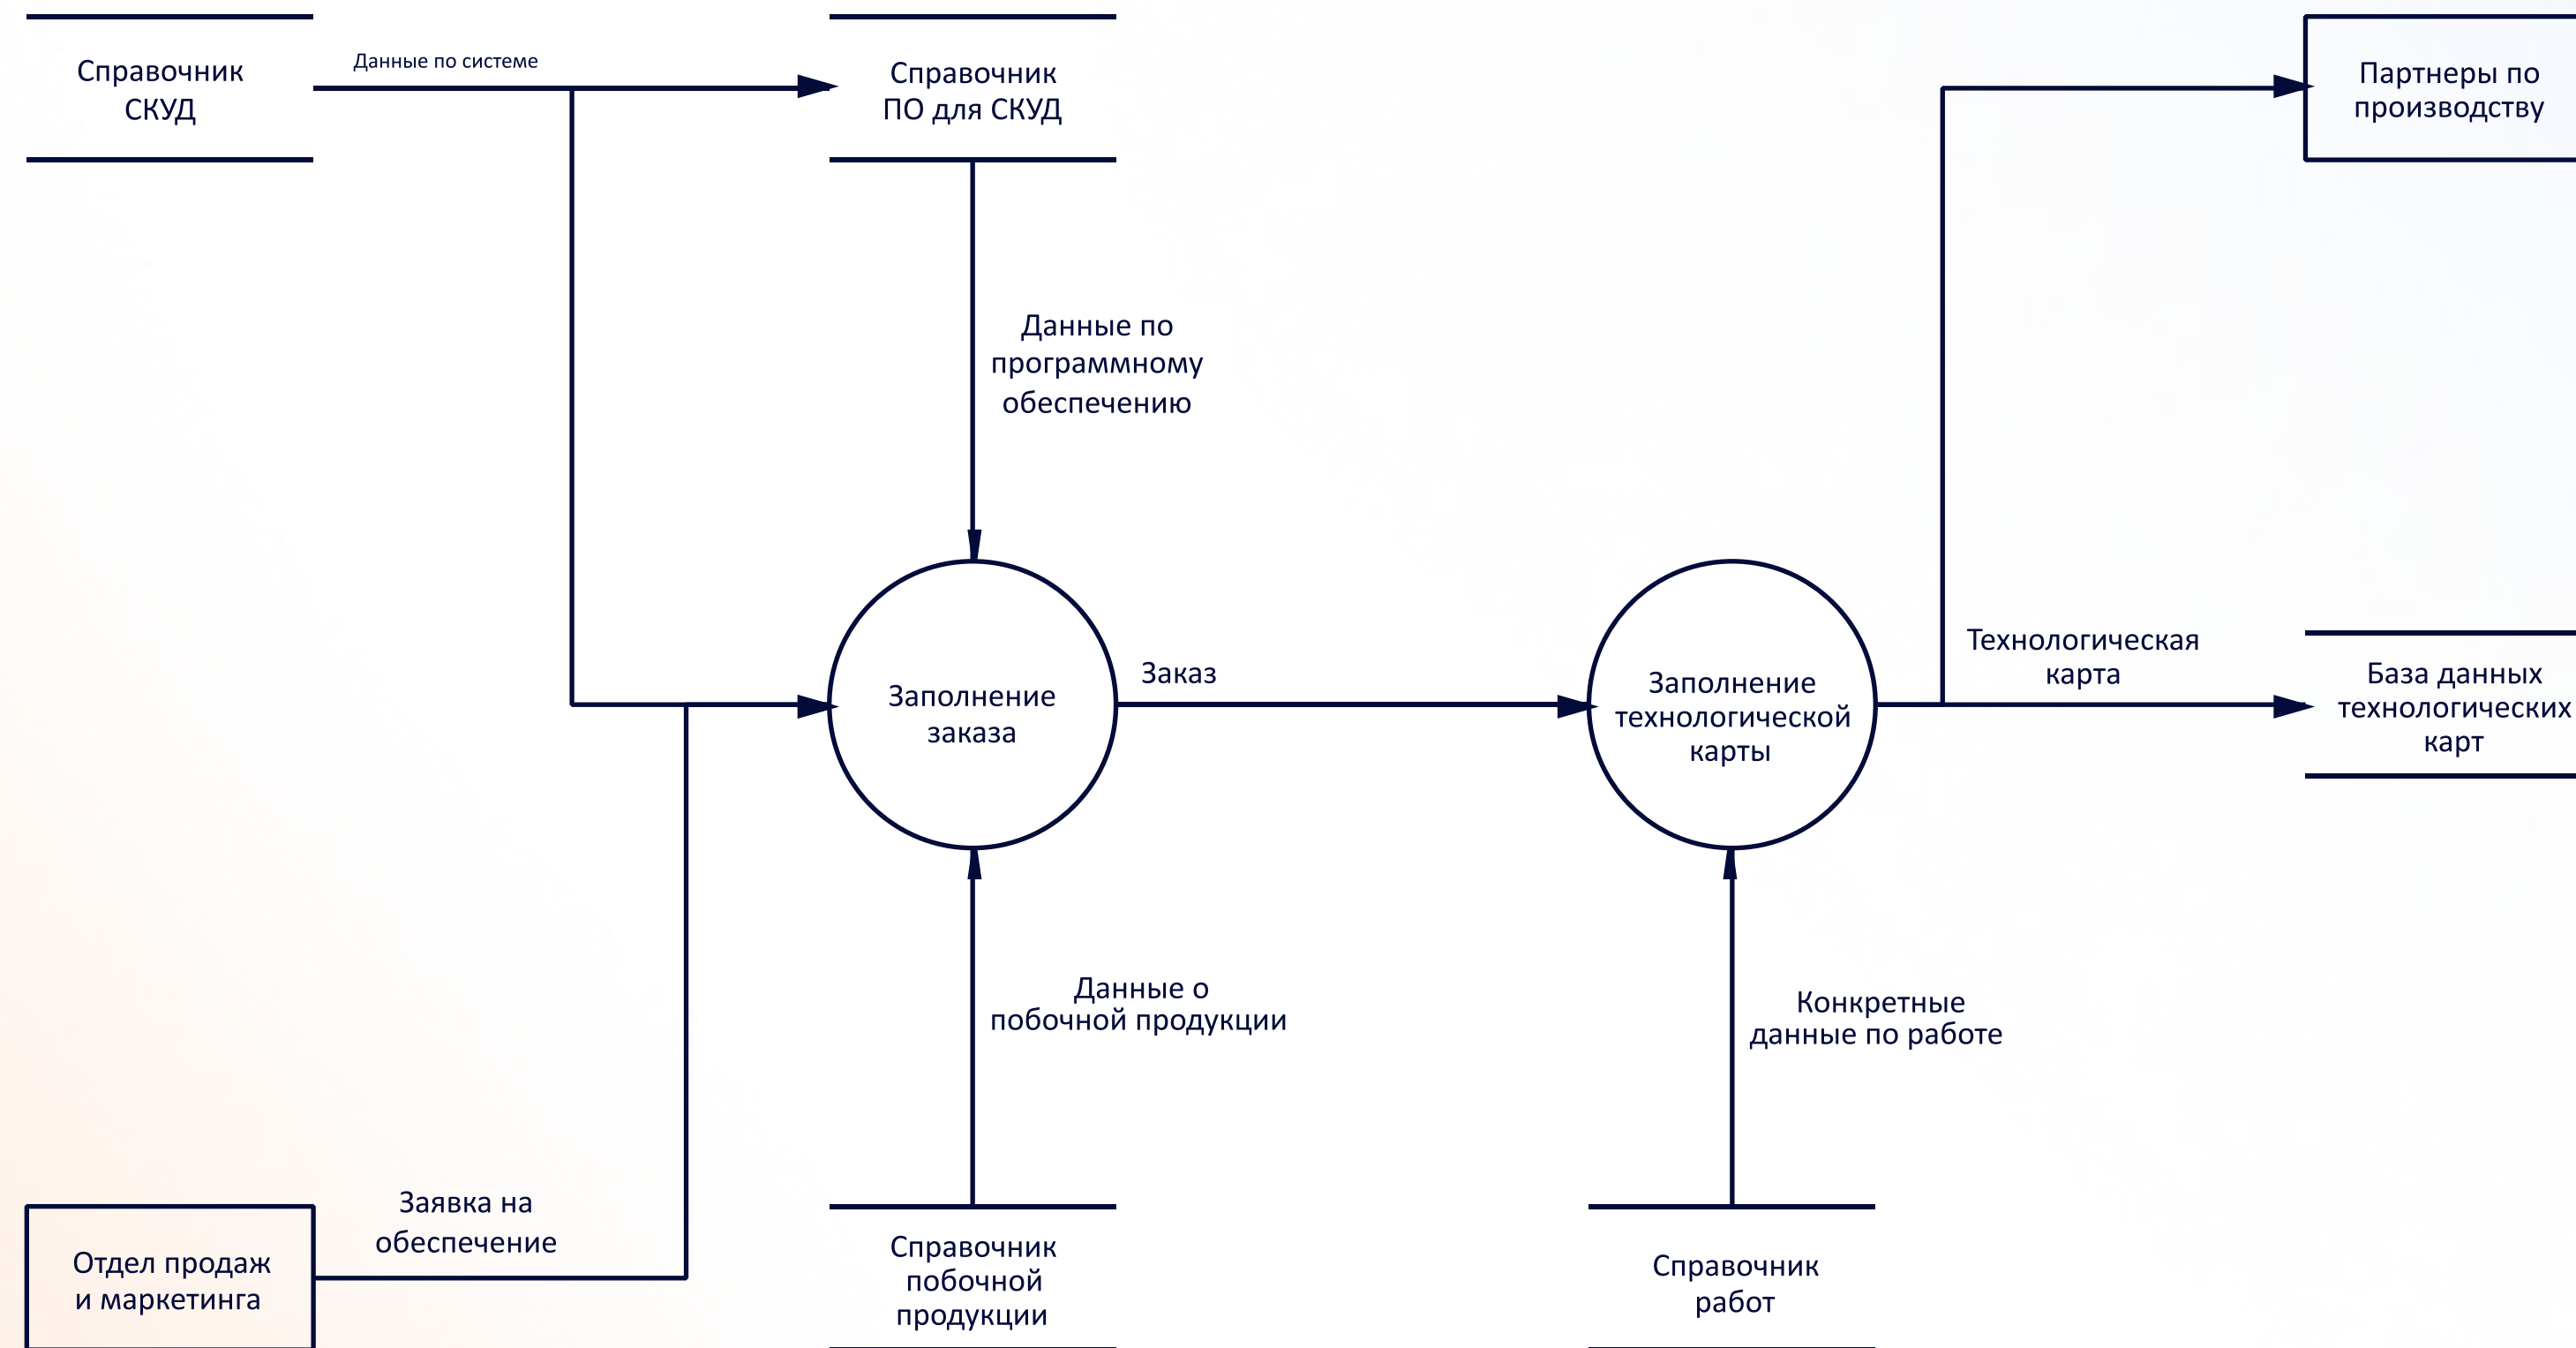 Справочник
СКУД
Данные по системе
Справочник
ПО для СКУД
Партнеры по
производству
Данные по
программному
обеспечению
Заполнение
заказа
Заказ
Заполнение
технологической
карты
Технологическая
карта
База данных
технологических
карт
Данные о
побочной продукции
Конкретные
данные по работе
Заявка на
обеспечение
Отдел продаж
и маркетинга
Справочник
побочной
продукции
Справочник
работ